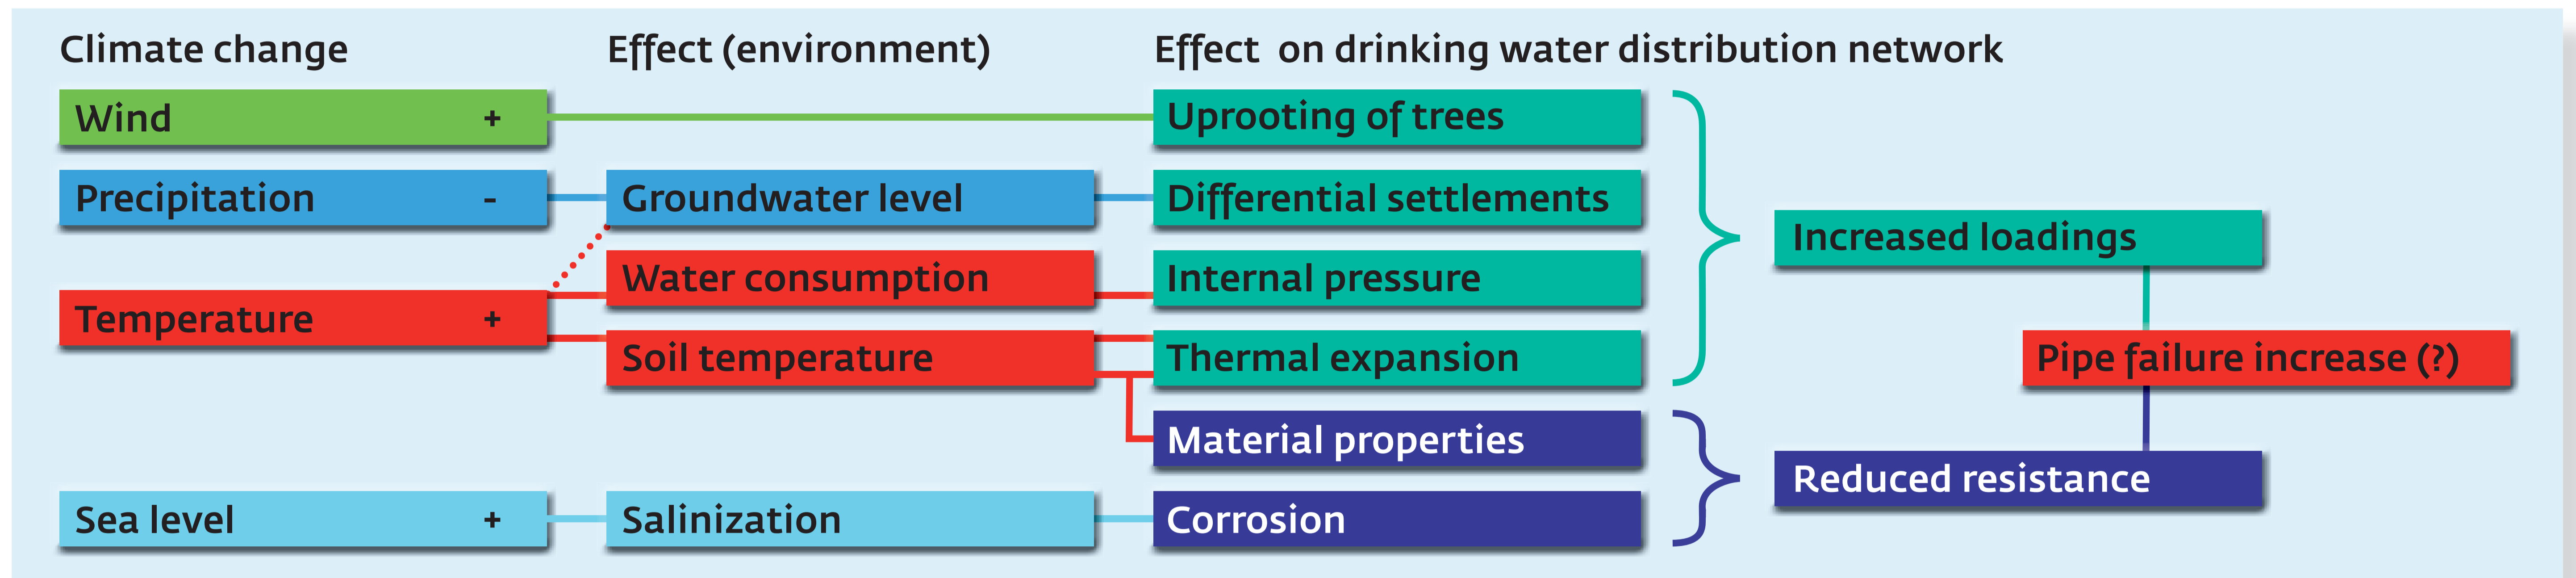 Climate change
Effect (environment)
Effect on drinking water distribution network
Wind +
Uprooting of trees
Precipitation -
Groundwater level
Differential settlements
Increased loadings
Water consumption
Internal pressure
Temperature +
Soil temperature
Thermal expansion
Pipe failure increase (?)
Material properties
Reduced resistance
Sea level +
Salinization
Corrosion